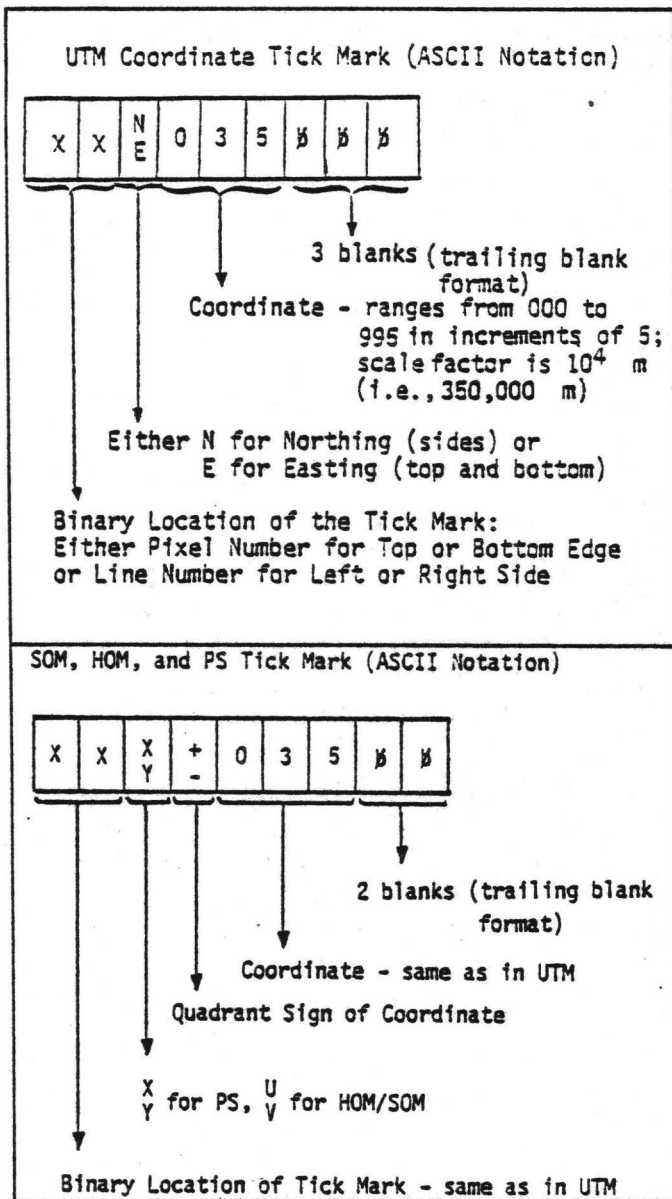 UTM Coordinate Tick Mark (ASCII Notation)
X X N 0 3 5 ƀ ƀ ƀ
E
3 blanks (trailing blank
format)
Coordinate - ranges from 000 to
995 in increments of 5;
scale factor is 10⁴ m
(i.e., 350,000 m)
Either N for Northing (sides) or
E for Easting (top and bottom)
Binary Location of the Tick Mark:
Either Pixel Number for Top or Bottom Edge
or Line Number for Left or Right Side
SOM, HOM, and PS Tick Mark (ASCII Notation)
X X X + 0 3 5 ƀ ƀ
Y -
2 blanks (trailing blank
format)
Coordinate - same as in UTM
Quadrant Sign of Coordinate
X U
Y for PS, V for HOM/SOM
Binary Location of Tick Mark - same as in UTM